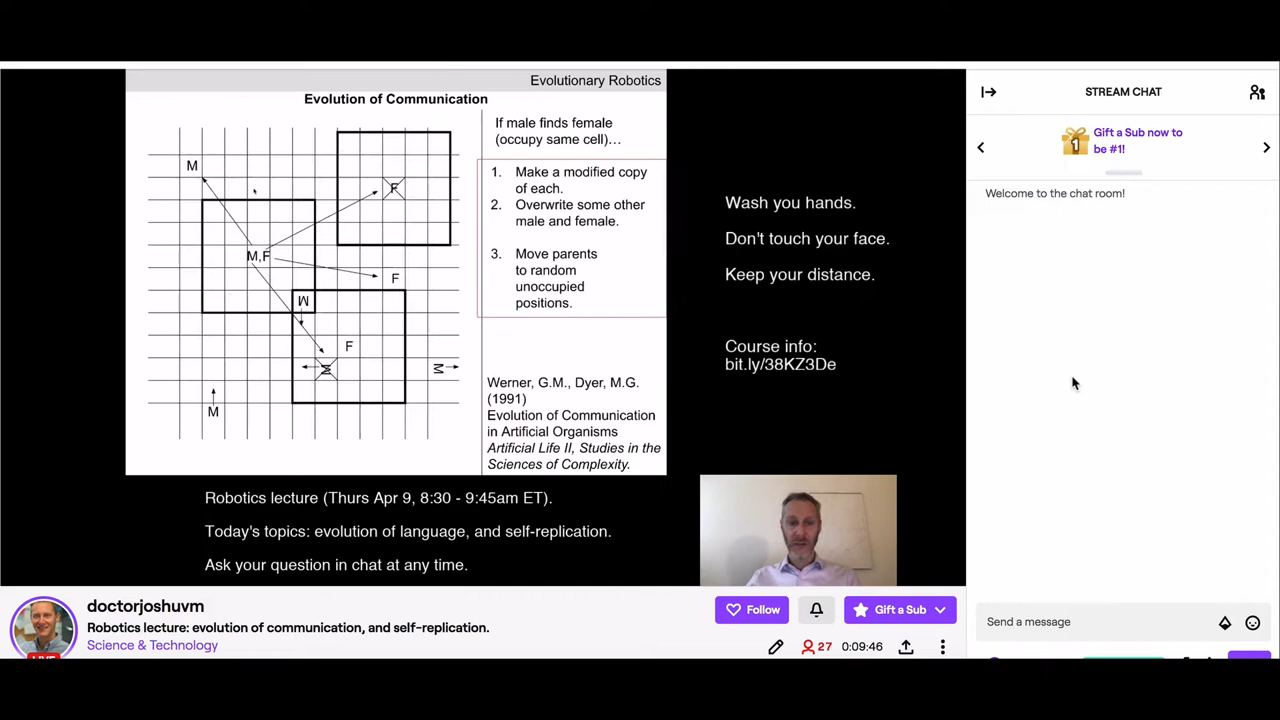 Evolutionary Robotics
Evolution of Communication
If male finds female
(occupy same cell)…
1. Make a modified copy
of each.
2. Overwrite some other
male and female.
3. Move parents
to random
unoccupied
positions.
M
F
M,F
F
M
F
M
M
M
Werner, G.M., Dyer, M.G.
(1991)
Evolution of Communication
in Artificial Organisms
Artificial Life II, Studies in the
Sciences of Complexity.
Wash you hands.
Don't touch your face.
Keep your distance.
Course info:
bit.ly/38KZ3De
Robotics lecture (Thurs Apr 9, 8:30 - 9:45am ET).
Today's topics: evolution of language, and self-replication.
Ask your question in chat at any time.
doctorjoshuvm
Robotics lecture: evolution of communication, and self-replication.
Science & Technology
LIVE
Follow
Gift a Sub
27
0:09:46
STREAM CHAT
1
Gift a Sub now to
be #1!
Welcome to the chat room!
Send a message